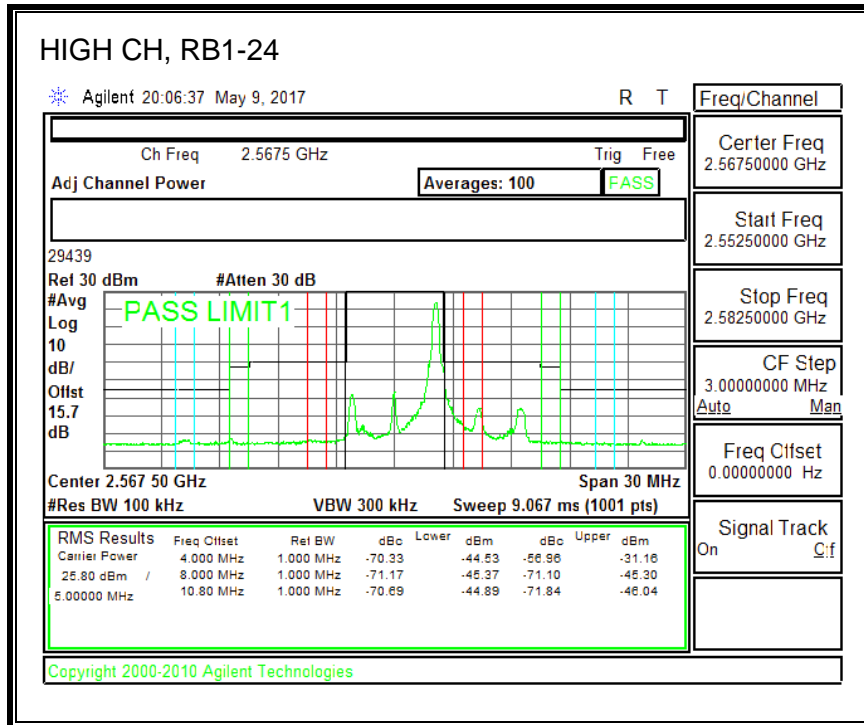 HIGH CH, RB1-24
Agilent 20:06:37 May 9, 2017 R T
Freq/Channel
Ch Freq 2.5675 GHz Trig Free
Adj Channel Power Averages: 100 PASS
Center Freq
2.56750000 GHz
Start Freq
2.55250000 GHz
Stop Freq
2.58250000 GHz
CF Step
3.00000000 MHz
Auto Man
Freq Offset
0.00000000 Hz
Signal Track
On Off
29439
Ref 30 dBm #Atten 30 dB
#Avg
Log
10
dB/
Offst
15.7
dB
PASS LIMIT1
Center 2.567 50 GHz Span 30 MHz
#Res BW 100 kHz VBW 300 kHz Sweep 9.067 ms (1001 pts)
RMS Results Freq Offset Ref BW dBc Lower dBm dBc Upper dBm
Carrier Power 4.000 MHz 1.000 MHz -70.33 -44.53 -56.96 -31.16
25.80 dBm / 8.000 MHz 1.000 MHz -71.17 -45.37 -71.10 -45.30
5.00000 MHz 10.80 MHz 1.000 MHz -70.69 -44.89 -71.84 -46.04
Copyright 2000-2010 Agilent Technologies